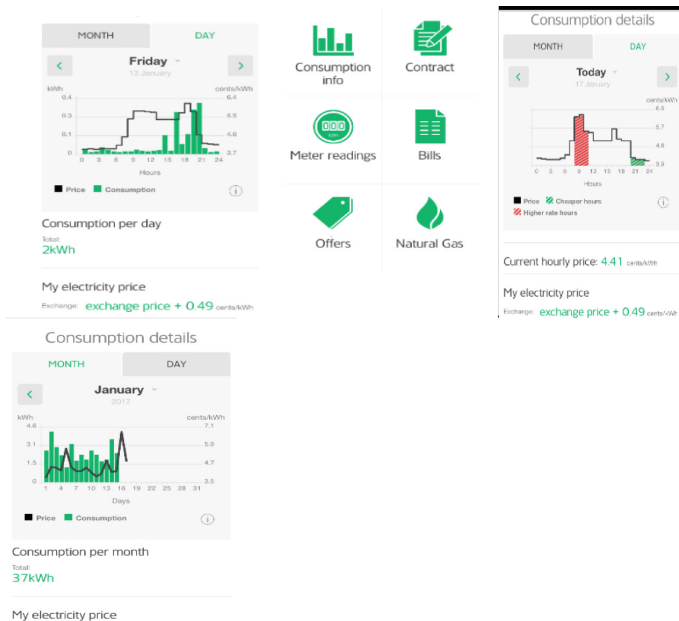 MONTH DAY
< Friday >
13 January
kWh cents/kWh
0.4 6.4
0.3 5.5
0.1 4.6
0 3.7
0 3 6 9 12 15 18 21 24
Hours
Price Consumption i
Consumption per day
Total:
2kWh
My electricity price
Exchange: exchange price + 0.49 cents/kWh
Consumption info
Contract
Meter readings
Bills
Offers
Natural Gas
Consumption details
MONTH DAY
< Today >
17 January
cents/kWh
6.6
5.7
4.8
3.9
0 3 6 9 12 15 18 21 24
Hours
Price Cheaper hours i
Higher rate hours
Current hourly price: 4.41 cents/kWh
My electricity price
Exchange: exchange price + 0.49 cents/kWh
Consumption details
MONTH DAY
< January
2017
kWh cents/kWh
4.6 7.1
3.1
1.5 4.7
0 3.5
1 4 7 10 13 16 19 22 25 28 31
Days
Price Consumption i
Consumption per month
Total:
37kWh
My electricity price